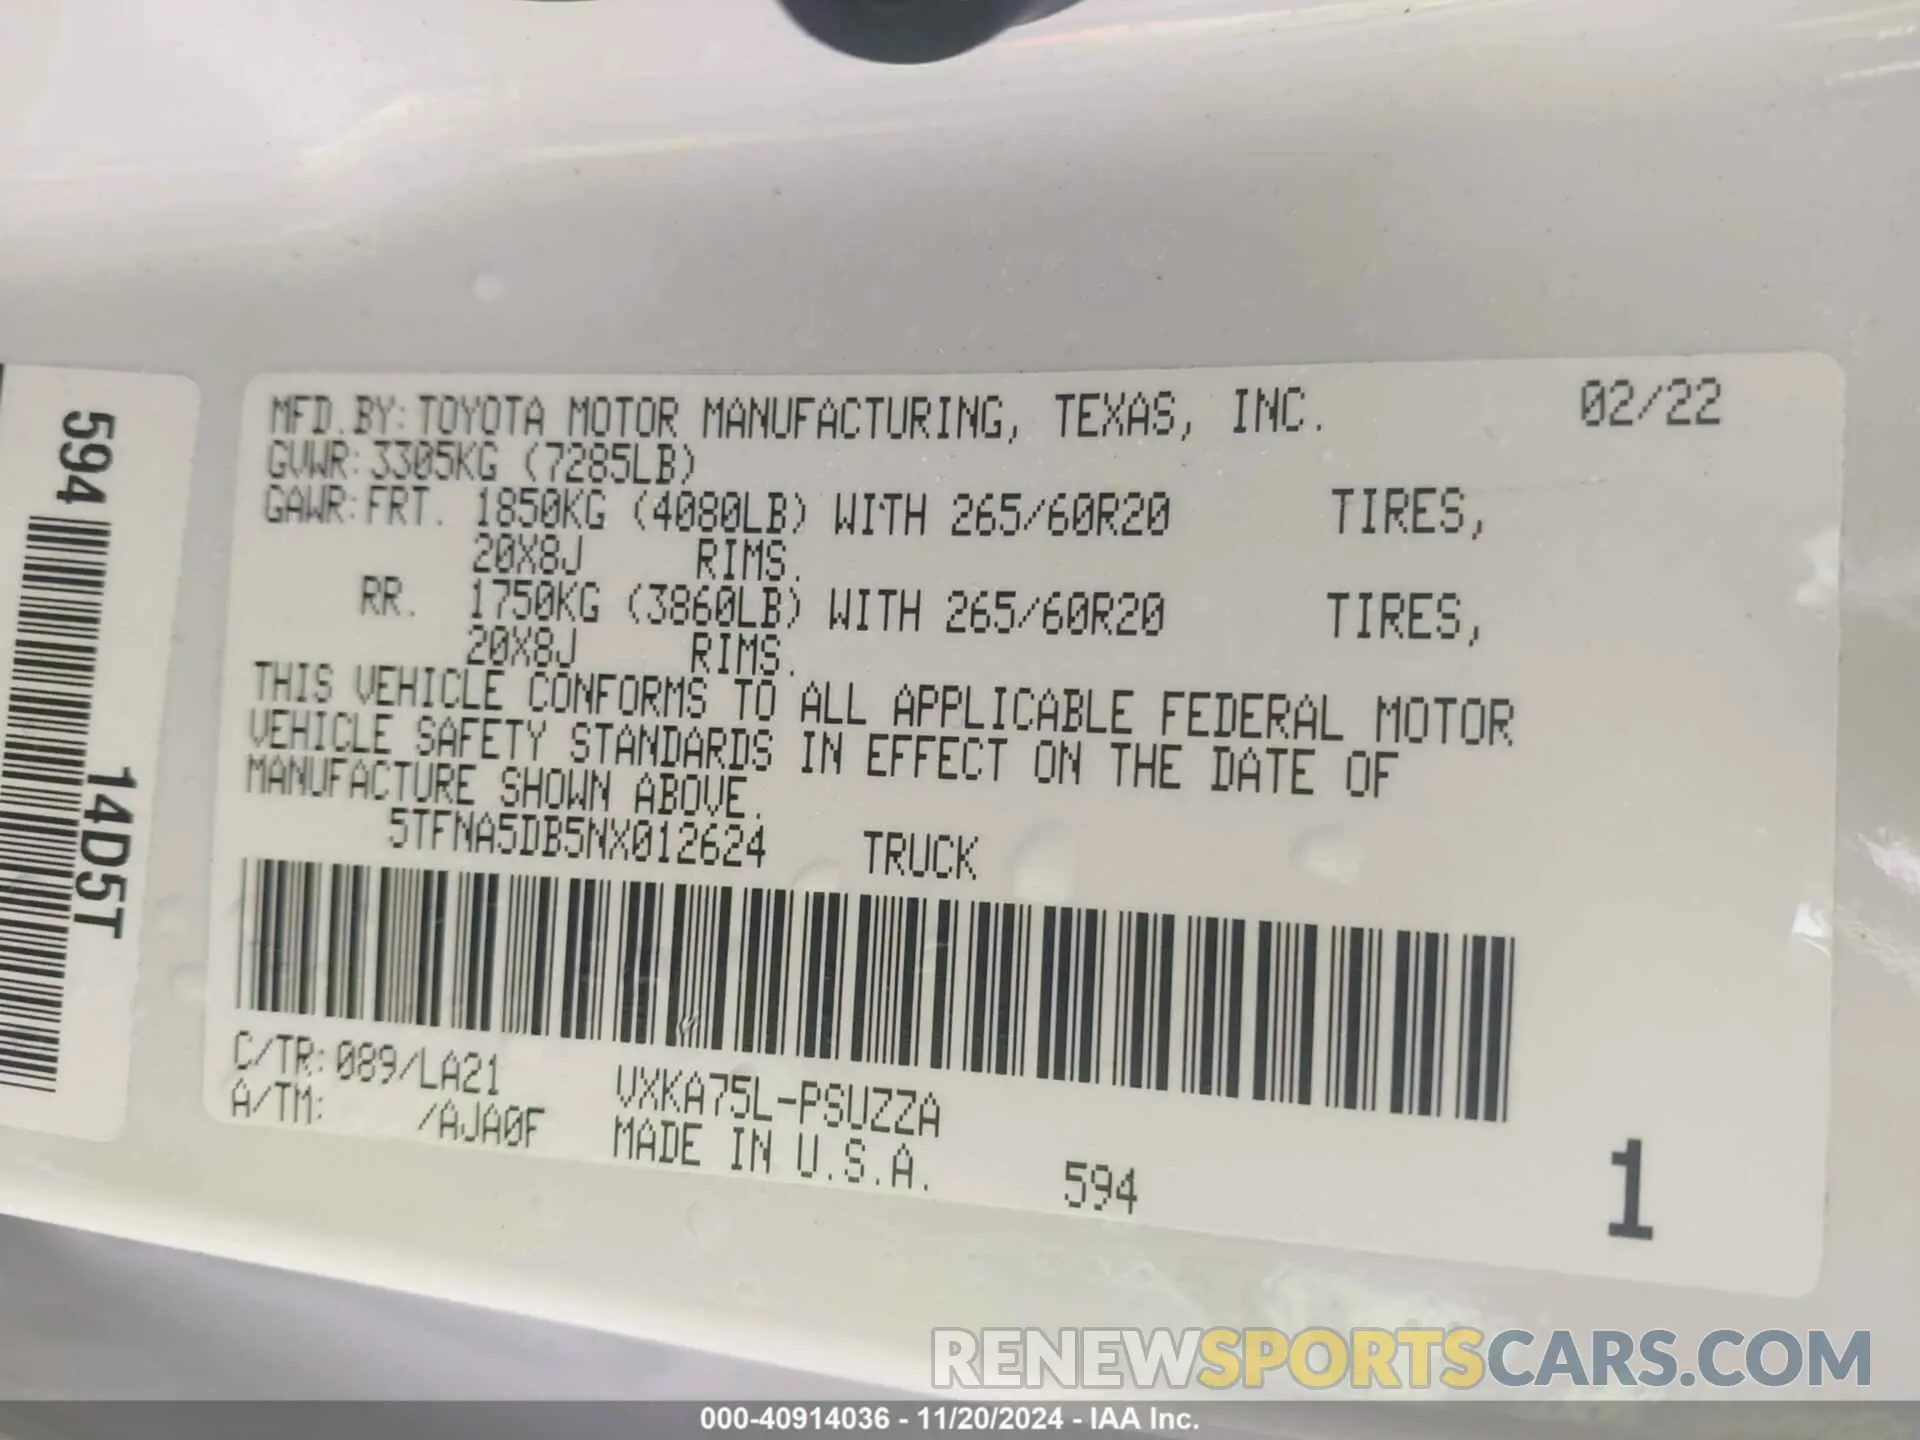 MFD.BY: TOYOTA MOTOR MANUFACTURING, TEXAS, INC. 02/22
GVWR: 3305KG (7285LB)
GAWR: FRT. 1850KG (4080LB) WITH 265/60R20 TIRES,
20X8J RIMS.
RR. 1750KG (3860LB) WITH 265/60R20 TIRES,
20X8J RIMS.
THIS VEHICLE CONFORMS TO ALL APPLICABLE FEDERAL MOTOR
VEHICLE SAFETY STANDARDS IN EFFECT ON THE DATE OF
MANUFACTURE SHOWN ABOVE.
5TFNA5DB5NX012624 TRUCK
C/TR: 089/LA21 VXKA75L-PSUZZA
A/TM: /AJA0F MADE IN U.S.A. 594
1
594
14D5T
RENEWSPORTSCARS.COM
000-40914036 - 11/20/2024 - IAA Inc.